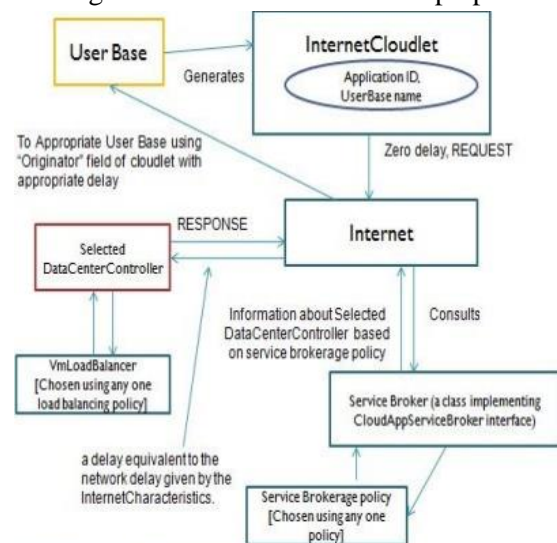 User Base
Generates
InternetCloudlet
Application ID,
UserBase name
To Appropriate User Base using
"Originator" field of cloudlet with
appropriate delay
Zero delay, REQUEST
RESPONSE
Internet
Selected
DataCenterController
Information about Selected
DataCenterController based
on service brokerage policy
Consults
VmLoadBalancer
[Chosen using any one
load balancing policy]
Service Broker (a class implementing
CloudAppServiceBroker
interface)
a delay equivalent to the
network delay given by the
InternetCharacteristics.
Service Brokerage policy
[Chosen using any one
policy]